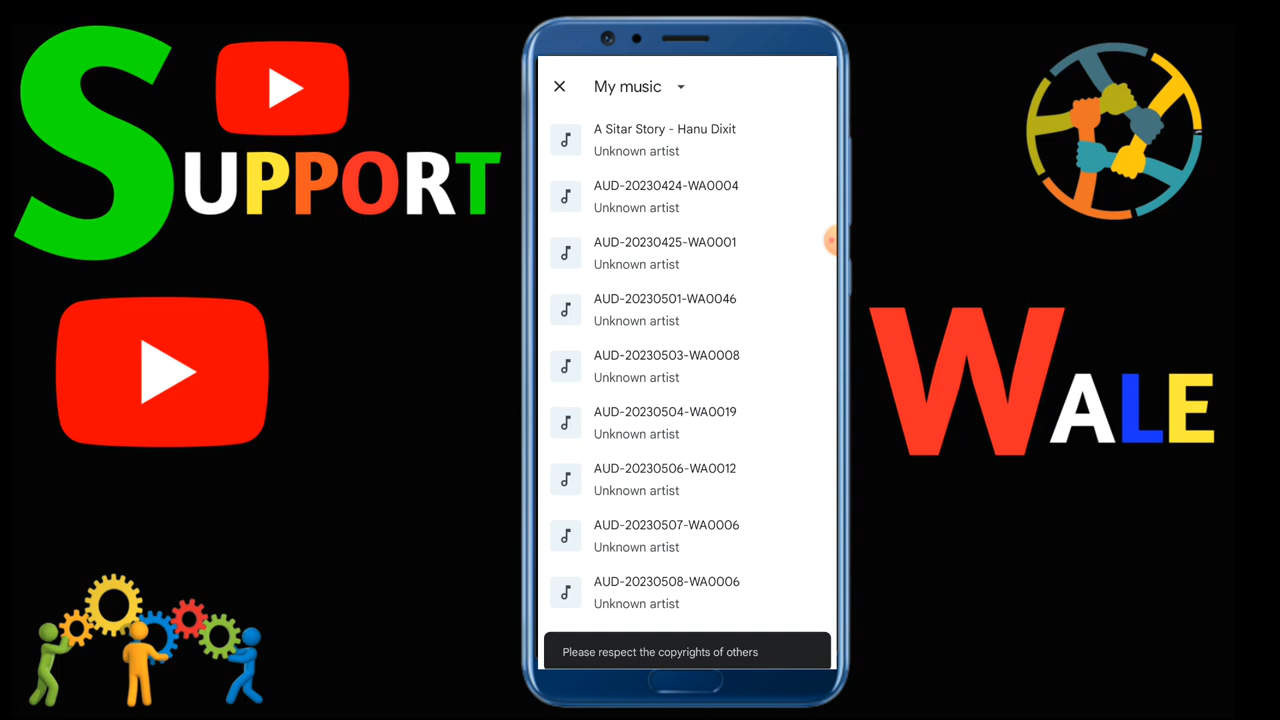 SUPPORT
My music
A Sitar Story - Hanu Dixit
Unknown artist
AUD-20230424-WA0004
Unknown artist
AUD-20230425-WA0001
Unknown artist
AUD-20230501-WA0046
Unknown artist
AUD-20230503-WA0008
Unknown artist
AUD-20230504-WA0019
Unknown artist
AUD-20230506-WA0012
Unknown artist
AUD-20230507-WA0006
Unknown artist
AUD-20230508-WA0006
Unknown artist
Please respect the copyrights of others
WALE